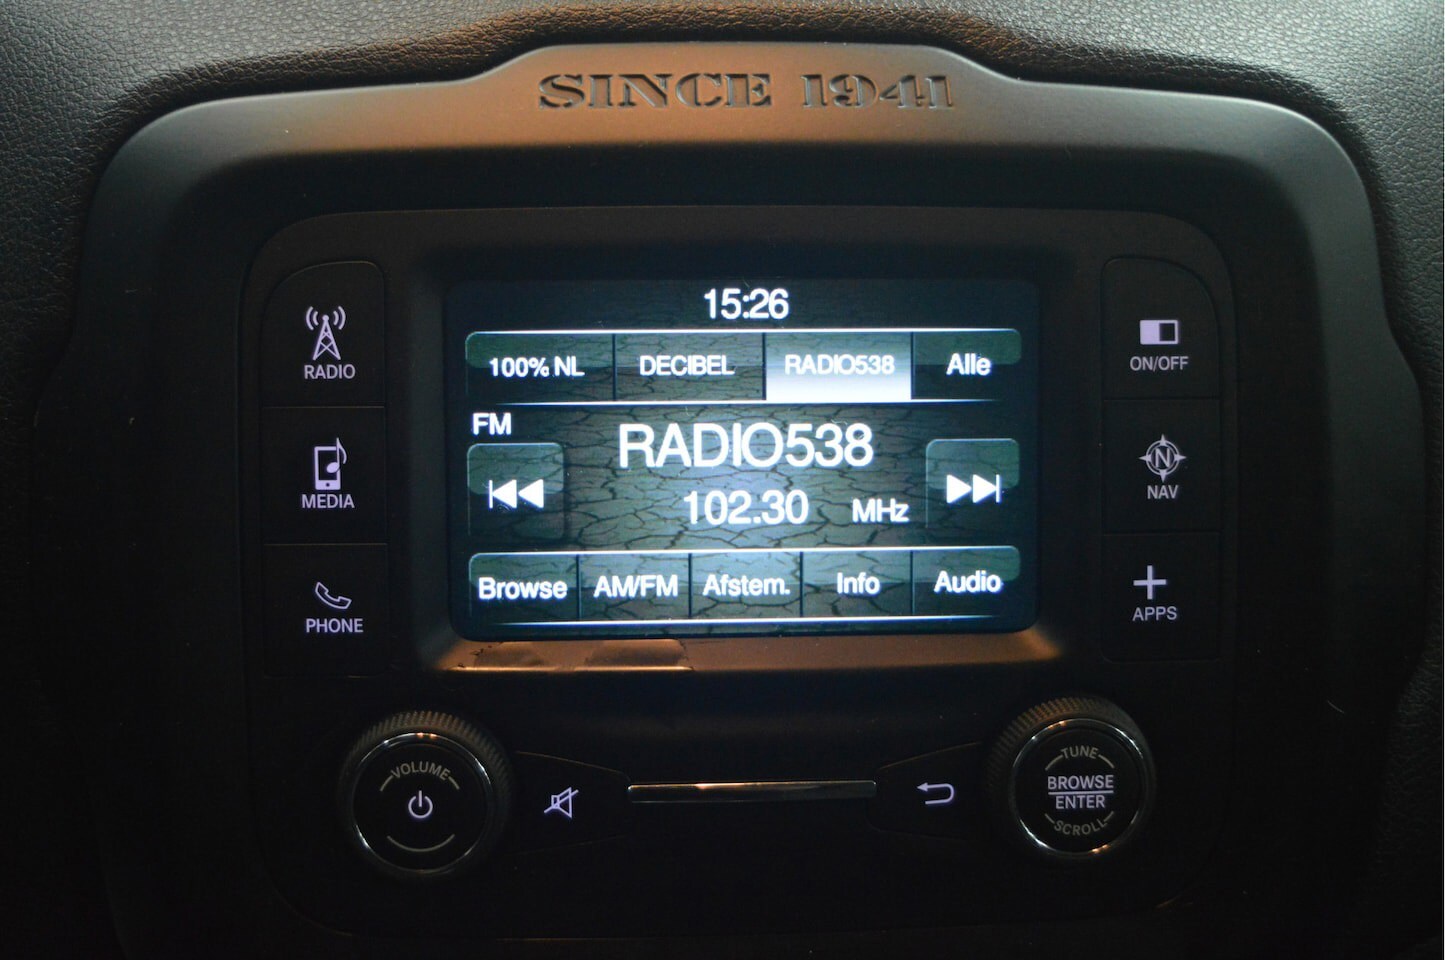 SINCE 1941
15:26
100% NL DECIBEL RADIO538 Alle
FM
RADIO538
102.30 MHz
Browse AM/FM Afstem. Info Audio
RADIO
MEDIA
PHONE
ON/OFF
N
NAV
APPS
VOLUME
TUNE
BROWSE
ENTER
SCROLL